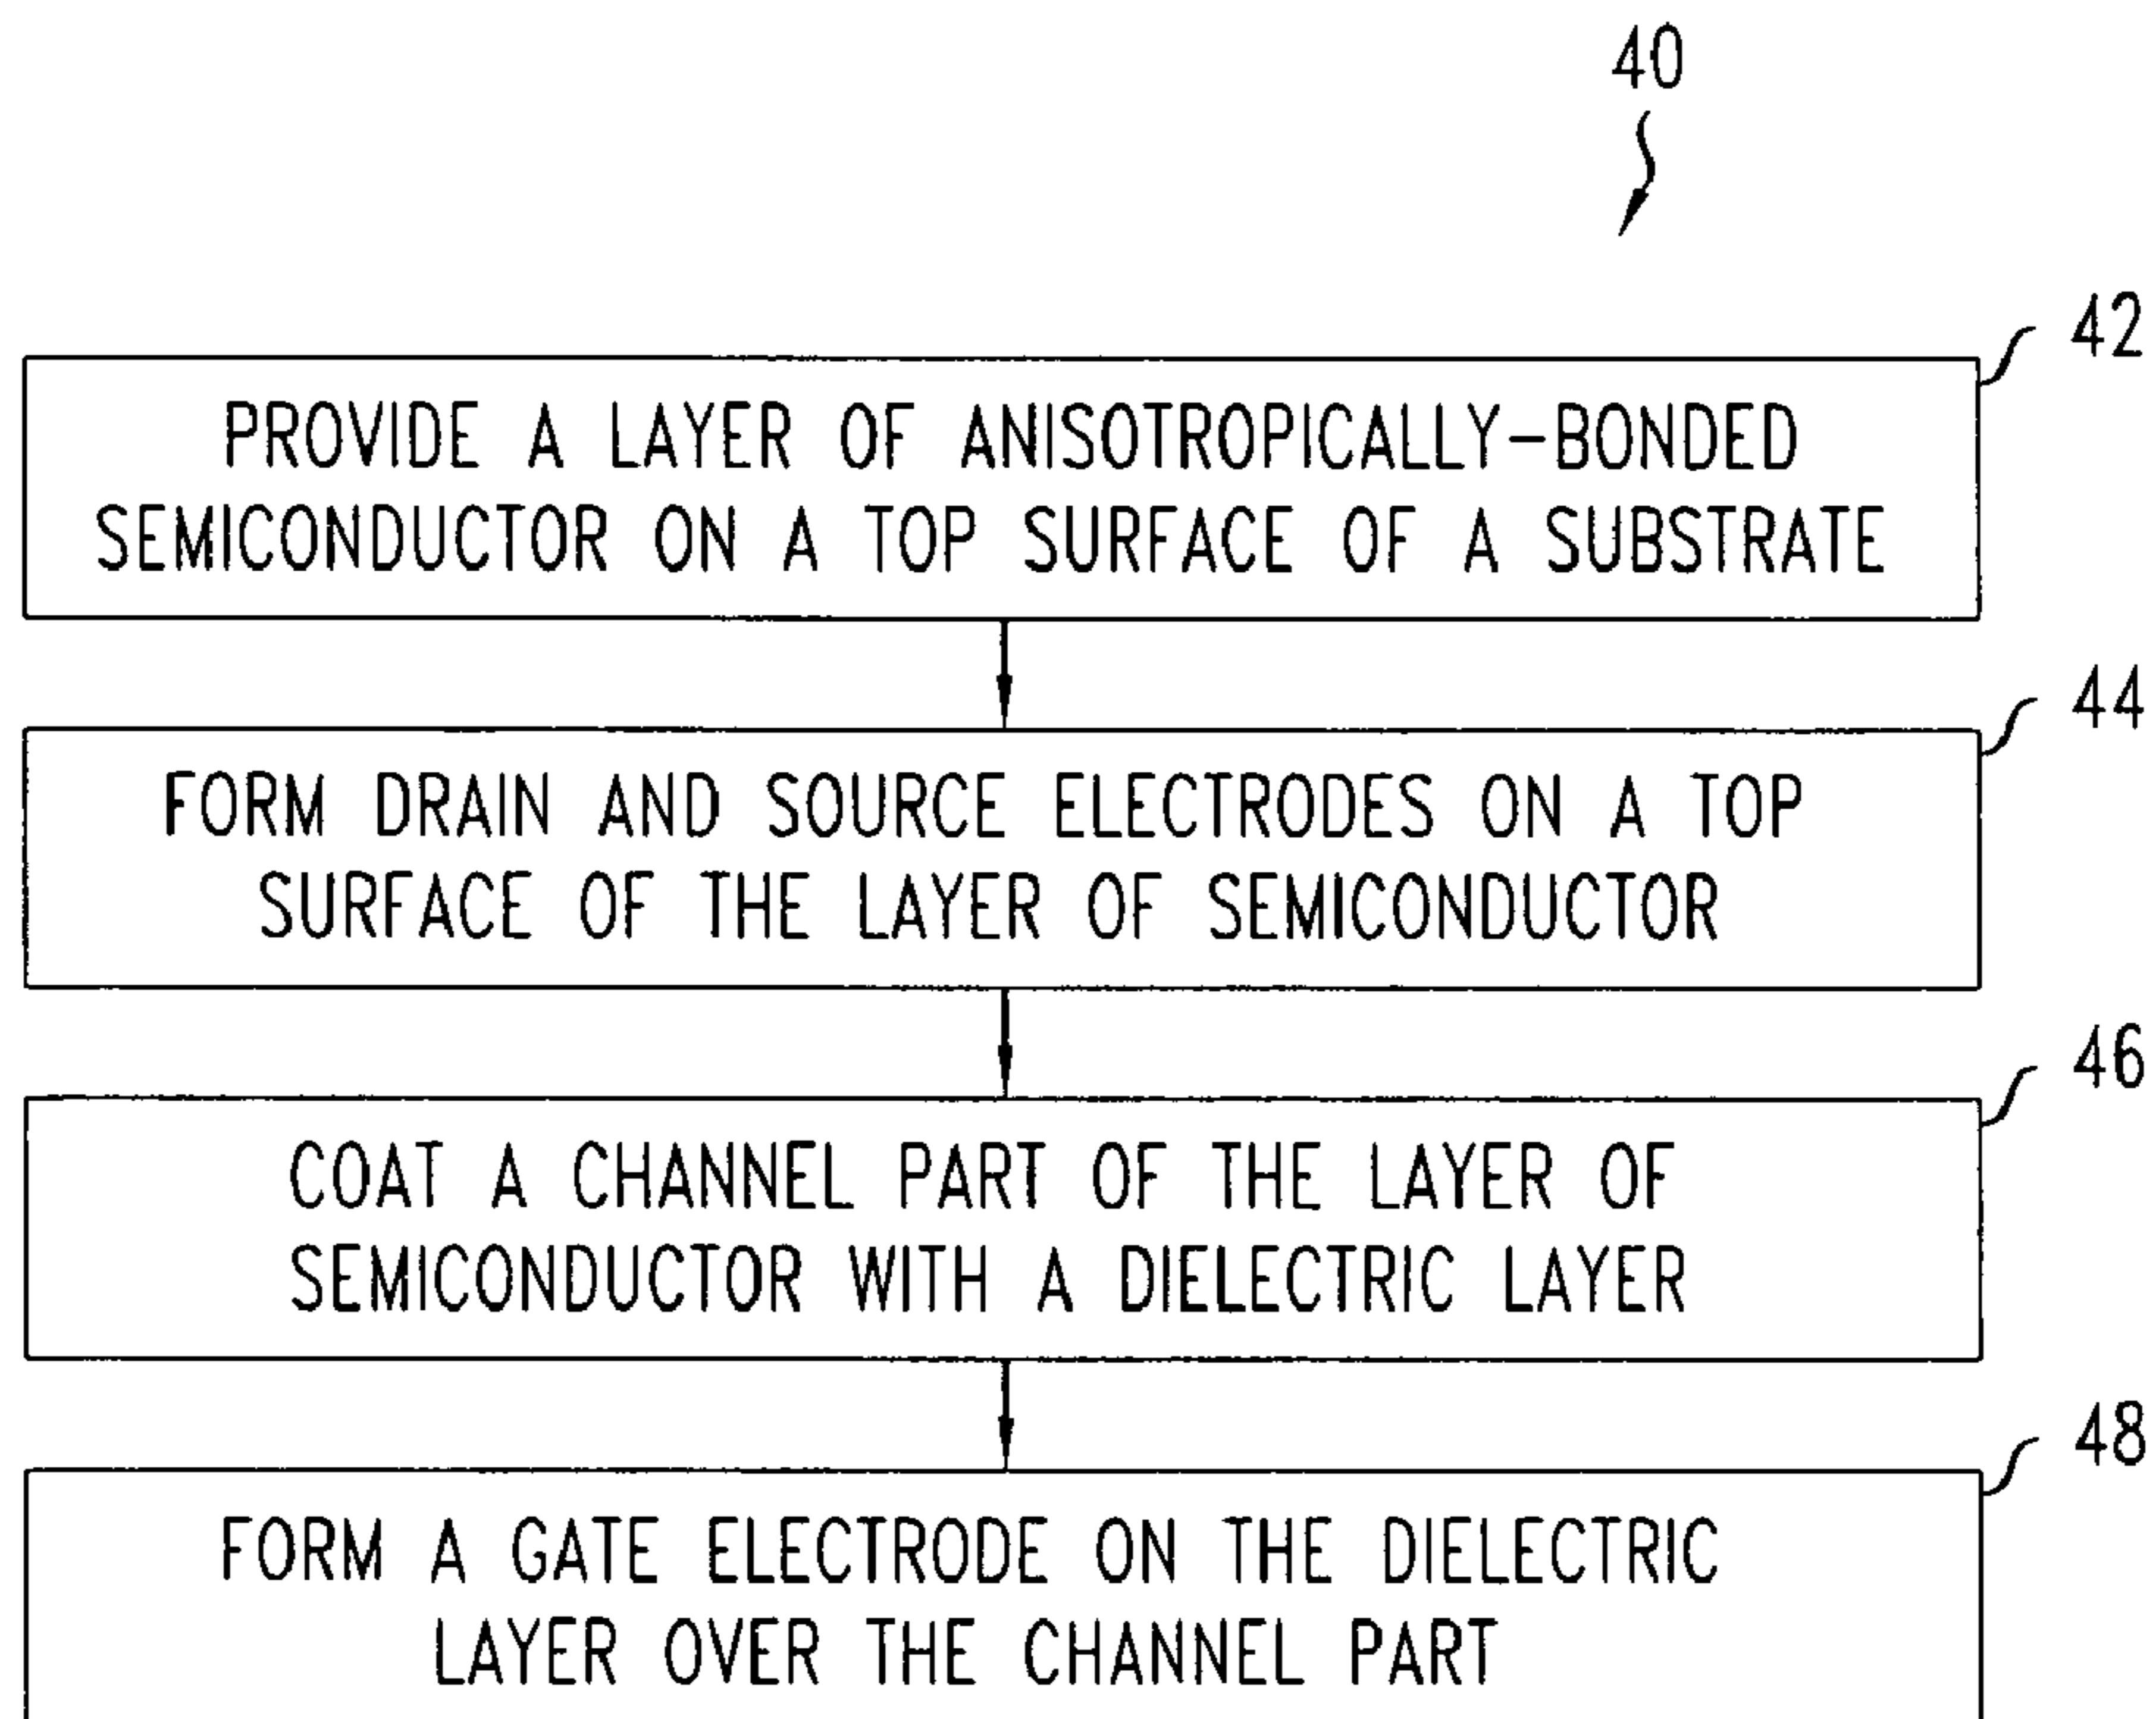 40
42
PROVIDE A LAYER OF ANISOTROPICALLY-BONDED
SEMICONDUCTOR ON A TOP SURFACE OF A SUBSTRATE
44
FORM DRAIN AND SOURCE ELECTRODES ON A TOP
SURFACE OF THE LAYER OF SEMICONDUCTOR
46
COAT A CHANNEL PART OF THE LAYER OF
SEMICONDUCTOR WITH A DIELECTRIC LAYER
48
FORM A GATE ELECTRODE ON THE DIELECTRIC
LAYER OVER THE CHANNEL PART